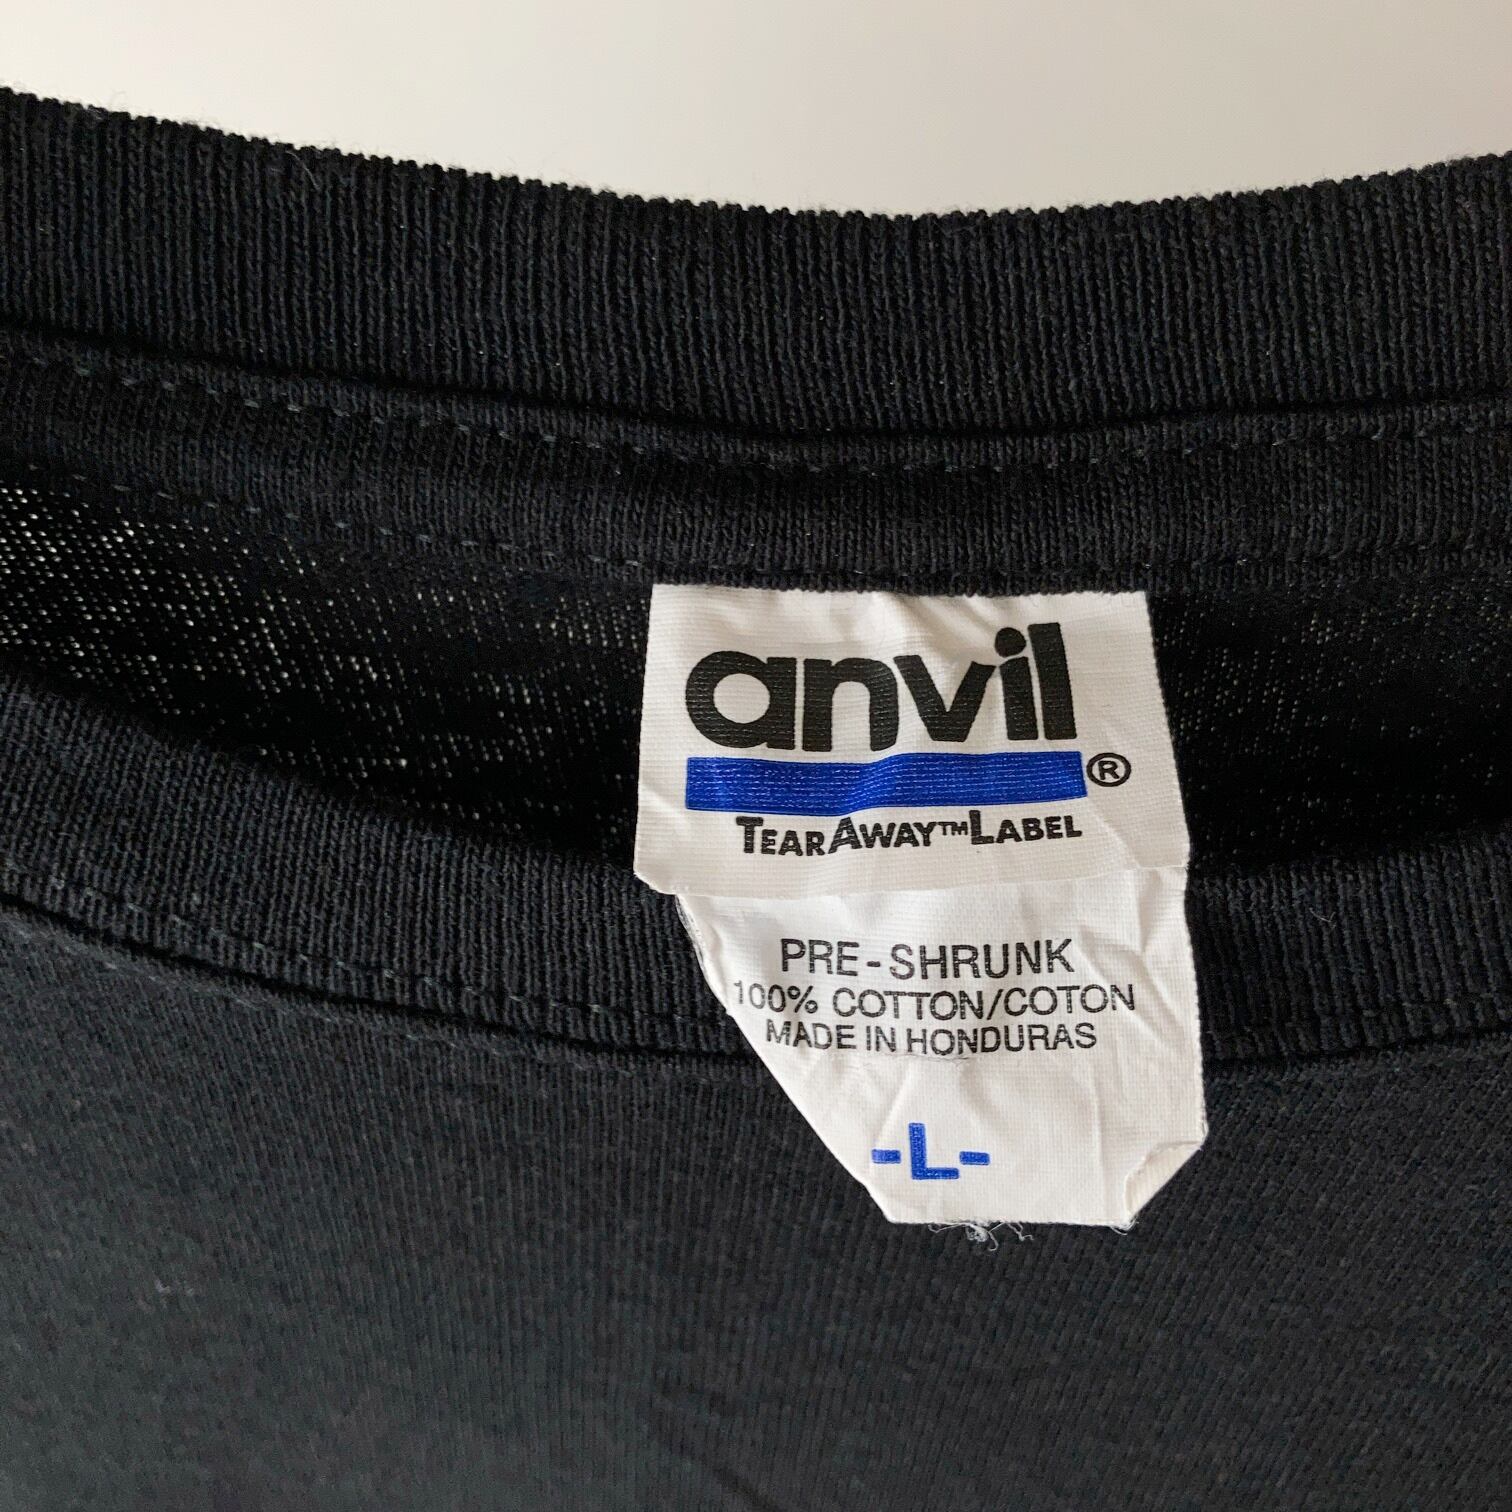 anvil®
TEARAWAY™LABEL
PRE-SHRUNK
100% COTTON/COTON
MADE IN HONDURAS
-L-